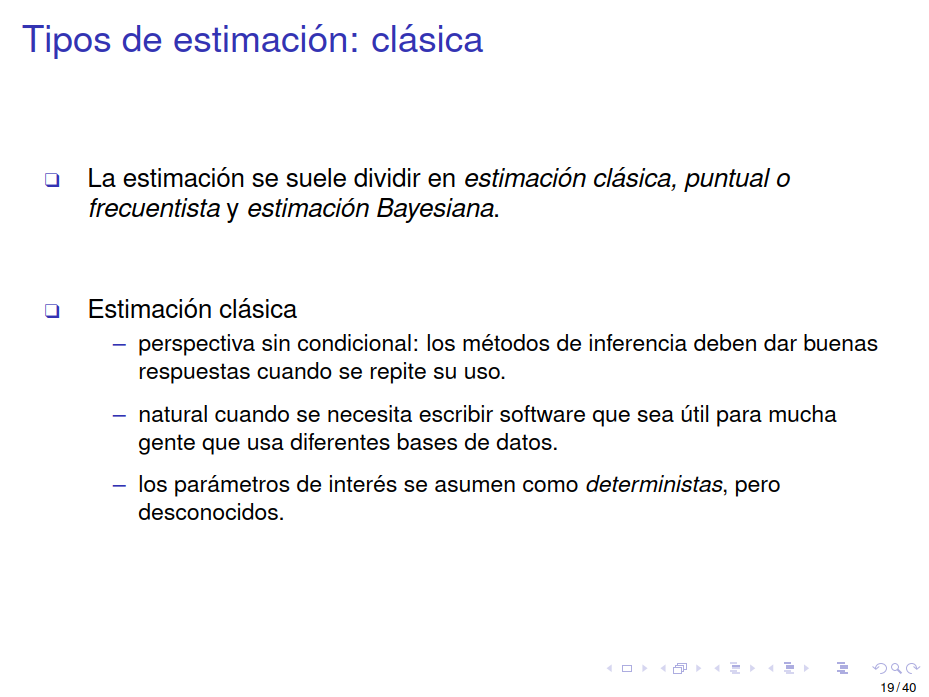 Tipos de estimación: clásica
La estimación se suele dividir en estimación clásica, puntual o
frecuentista y estimación Bayesiana.
Estimación clásica
– perspectiva sin condicional: los métodos de inferencia deben dar buenas
respuestas cuando se repite su uso.
– natural cuando se necesita escribir software que sea útil para mucha
gente que usa diferentes bases de datos.
– los parámetros de interés se asumen como deterministas, pero
desconocidos.
19 / 40